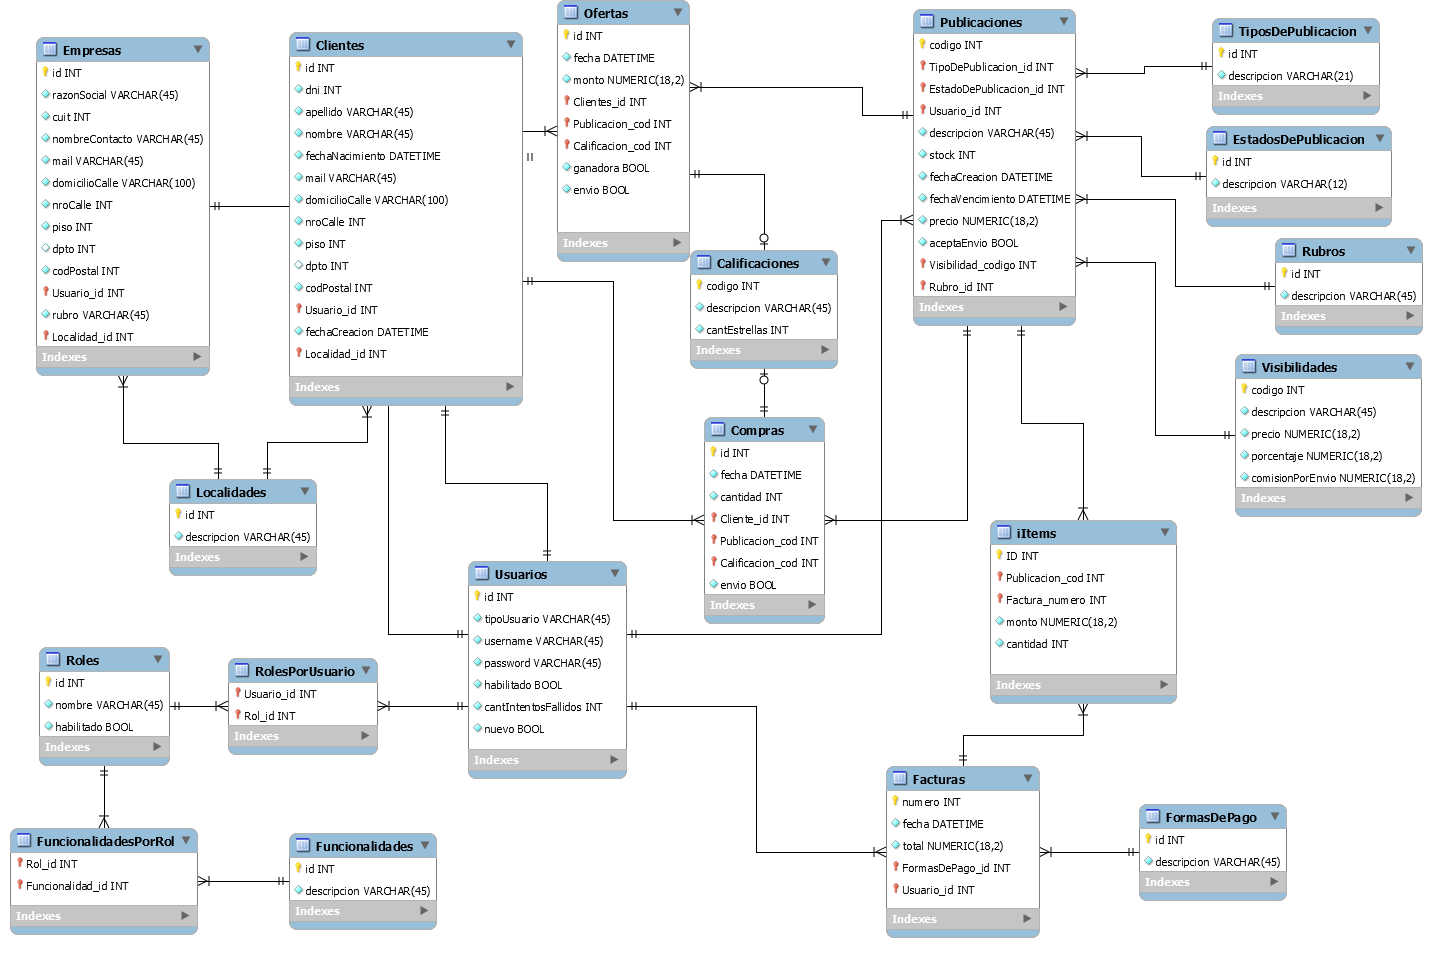 Empresas
id INT
razonSocial VARCHAR(45)
cuit INT
nombreContacto VARCHAR(45)
mail VARCHAR(45)
domicilioCalle VARCHAR(100)
nroCalle INT
piso INT
dpto INT
codPostal INT
Usuario_id INT
rubro VARCHAR(45)
Localidad_id INT
Indexes
Clientes
id INT
dni INT
apellido VARCHAR(45)
nombre VARCHAR(45)
fechaNacimiento DATETIME
mail VARCHAR(45)
domicilioCalle VARCHAR(100)
nroCalle INT
piso INT
dpto INT
codPostal INT
Usuario_id INT
fechaCreacion DATETIME
Localidad_id INT
Indexes
Ofertas
id INT
fecha DATETIME
monto NUMERIC(18,2)
Clientes_id INT
Publicacion_cod INT
Calificacion_cod INT
ganadora BOOL
envio BOOL
Indexes
Publicaciones
codigo INT
TipoDePublicacion_id INT
EstadoDePublicacion_id INT
Usuario_id INT
descripcion VARCHAR(45)
stock INT
fechaCreacion DATETIME
fechaVencimiento DATETIME
precio NUMERIC(18,2)
aceptaEnvio BOOL
Visibilidad_codigo INT
Rubro_id INT
Indexes
TiposDePublicacion
id INT
descripcion VARCHAR(21)
Indexes
EstadosDePublicacion
id INT
descripcion VARCHAR(12)
Indexes
Rubros
id INT
descripcion VARCHAR(45)
Indexes
Visibilidades
codigo INT
descripcion VARCHAR(45)
precio NUMERIC(18,2)
porcentaje NUMERIC(18,2)
comisionPorEnvio NUMERIC(18,2)
Indexes
Calificaciones
codigo INT
descripcion VARCHAR(45)
cantEstrellas INT
Indexes
Compras
id INT
fecha DATETIME
cantidad INT
Cliente_id INT
Publicacion_cod INT
Calificacion_cod INT
envio BOOL
Indexes
Localidades
id INT
descripcion VARCHAR(45)
Indexes
Usuarios
id INT
tipoUsuario VARCHAR(45)
username VARCHAR(45)
password VARCHAR(45)
habilitado BOOL
cantIntentosFallidos INT
nuevo BOOL
Indexes
iItems
ID INT
Publicacion_cod INT
Factura_numero INT
monto NUMERIC(18,2)
cantidad INT
Indexes
Roles
id INT
nombre VARCHAR(45)
habilitado BOOL
Indexes
RolesPorUsuario
Usuario_id INT
Rol_id INT
Indexes
FuncionalidadesPorRol
Rol_id INT
Funcionalidad_id INT
Indexes
Funcionalidades
id INT
descripcion VARCHAR(45)
Indexes
Facturas
numero INT
fecha DATETIME
total NUMERIC(18,2)
FormasDePago_id INT
Usuario_id INT
Indexes
FormasDePago
id INT
descripcion VARCHAR(45)
Indexes